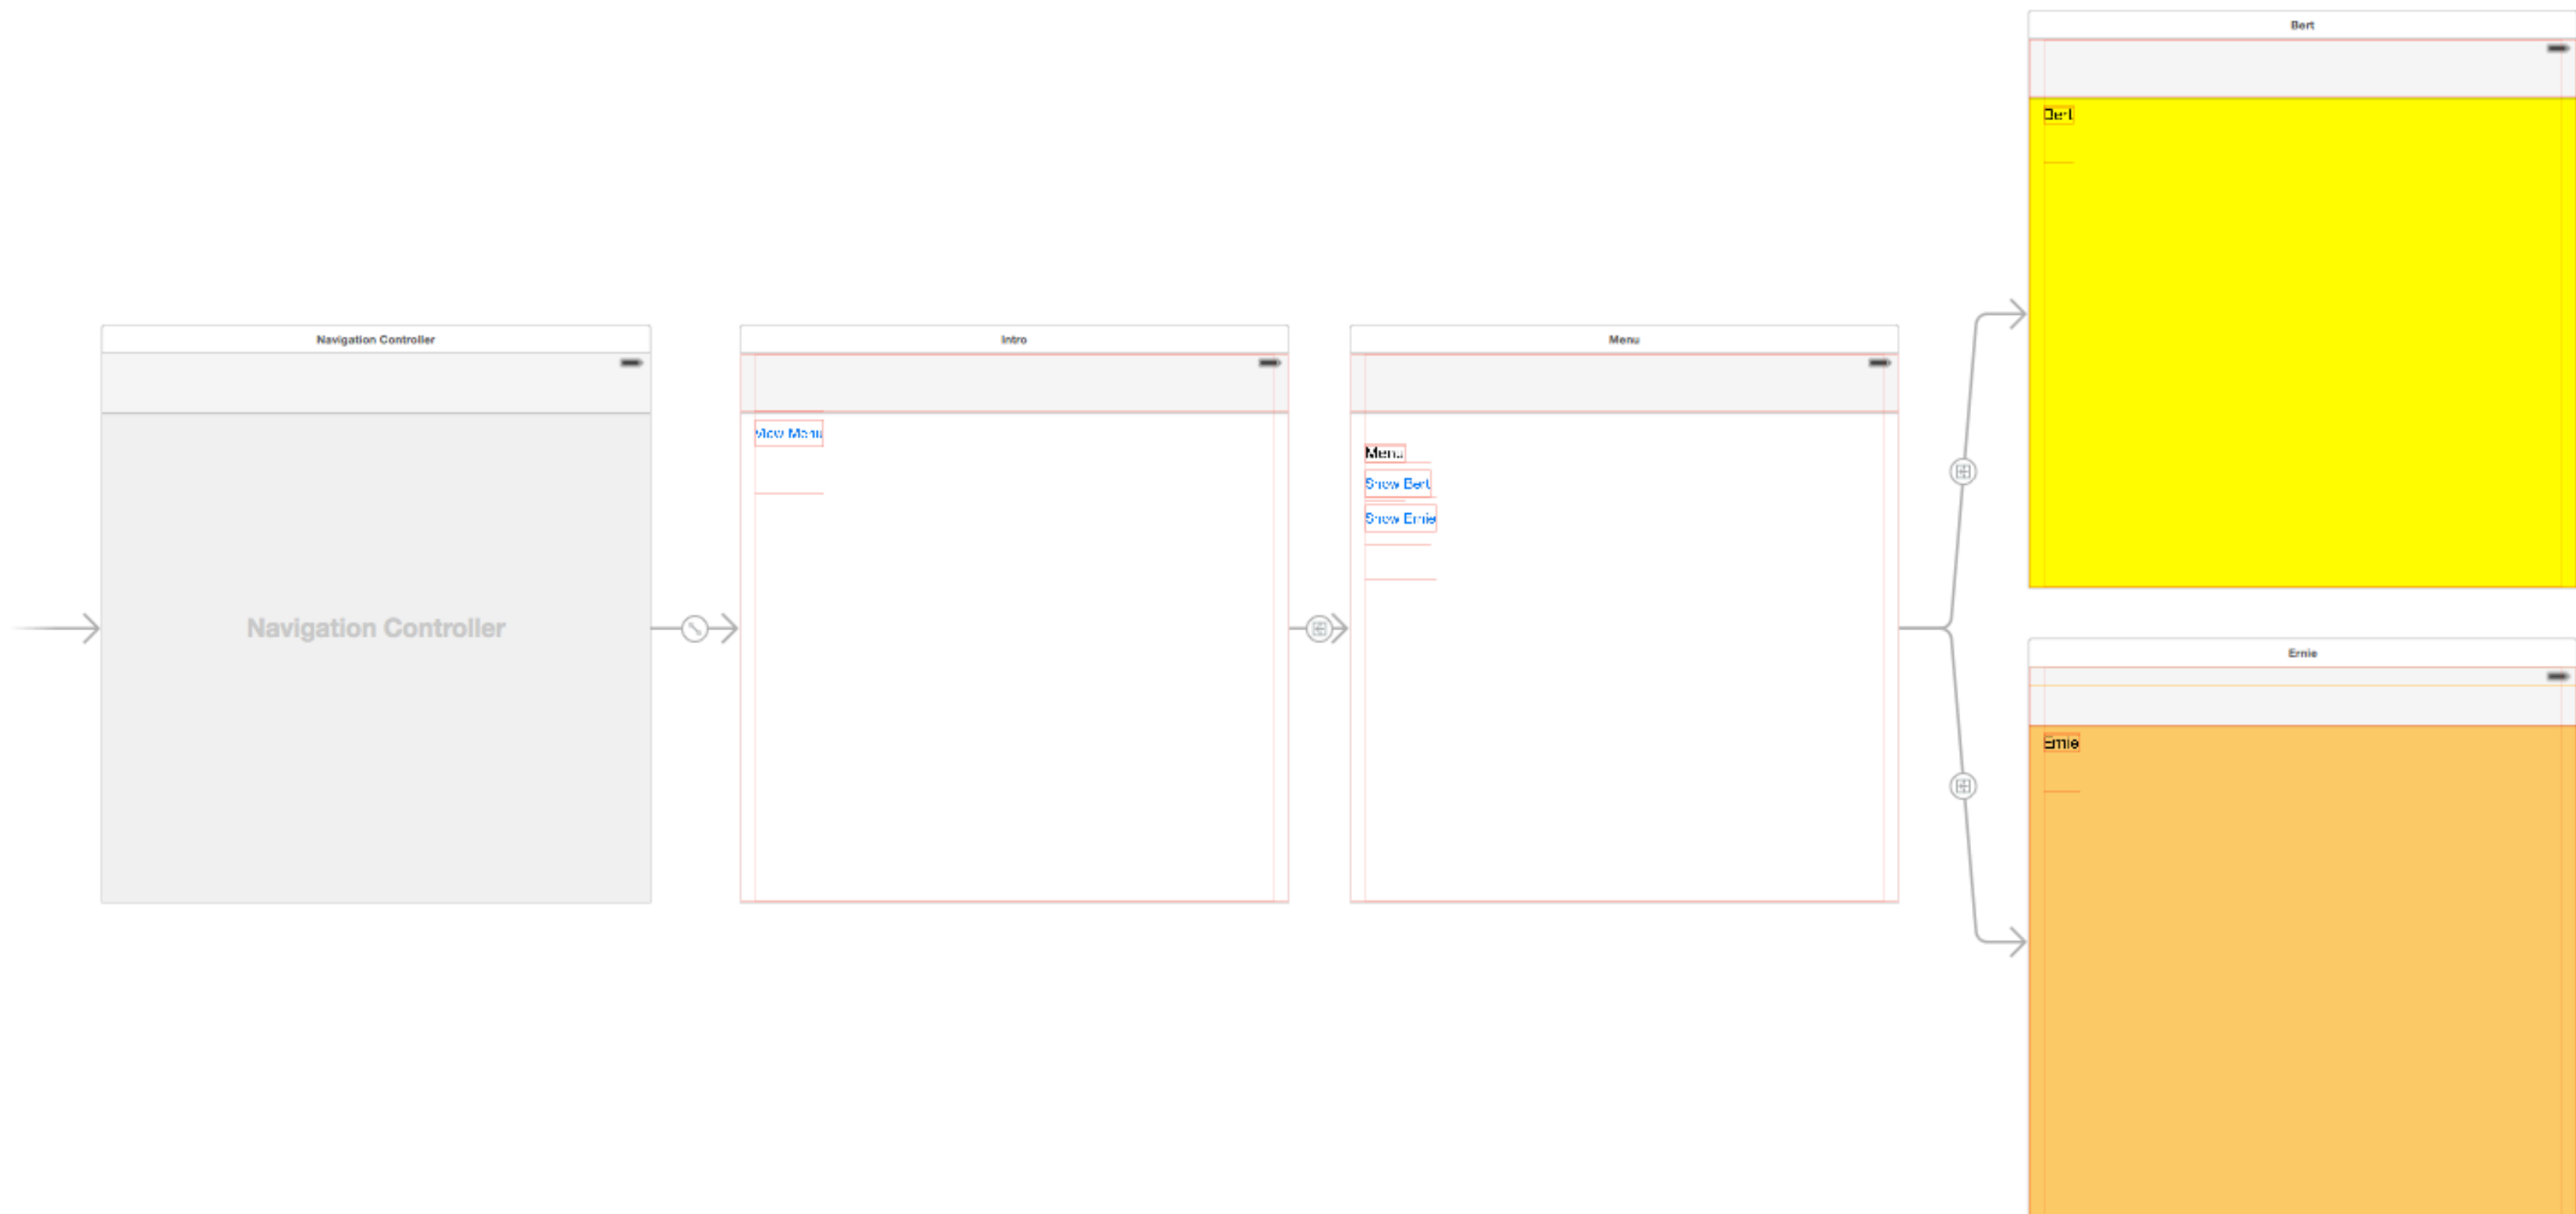 Navigation Controller
Navigation Controller
Intro
View Menu
Menu
Menu
Show Bert
Show Ernie
Bert
Bert
Ernie
Ernie